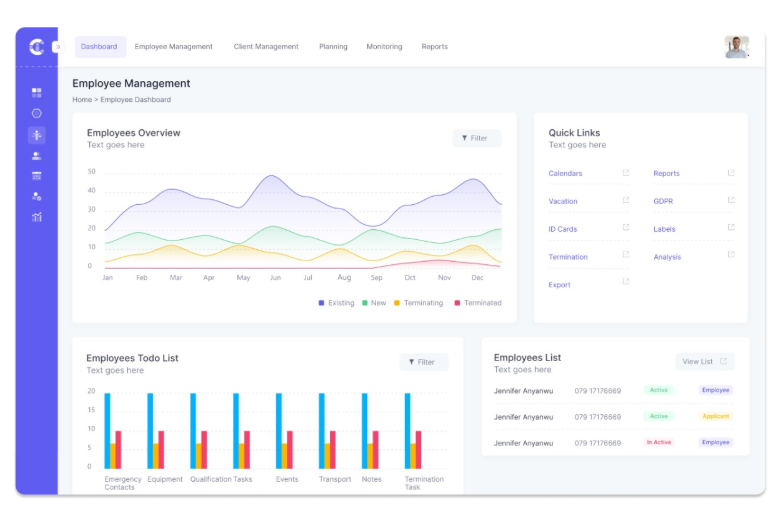 Dashboard Employee Management Client Management Planning Monitoring Reports
Employee Management
Home > Employee Dashboard
Employees Overview
Text goes here
Filter
50
40
30
20
10
0
Jan Feb Mar Apr May Jun Jul Aug Sep Oct Nov Dec
Existing New Terminating Terminated
Quick Links
Text goes here
Calendars Reports
Vacation GDPR
ID Cards Labels
Termination Analysis
Export
Employees Todo List
Text goes here
Filter
20
15
10
5
0
Emergency Equipment Qualification Tasks Events Transport Notes Termination
Contacts Task
Employees List
Text goes here
View List
Jennifer Anyanwu 079 17176669 Active Employee
Jennifer Anyanwu 079 17176669 Active Applicant
Jennifer Anyanwu 079 17176669 In Active Employee